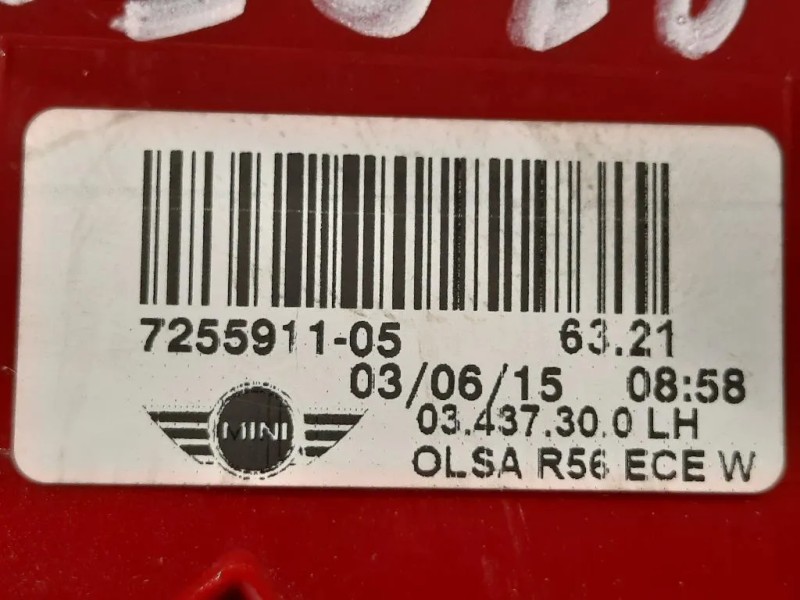 7255911-05 63.21
03/06/15 08:58
MINI
03.437.30.0 LH
OLSA R56 ECE W